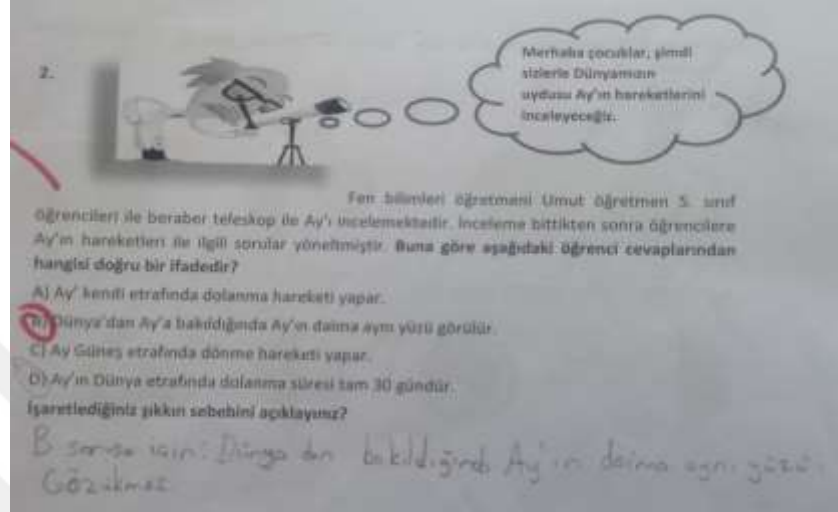 Merhaba çocuklar, şimdi
sizlerle Dünyamızın
uydusu Ay'ın hareketlerini
inceleyeceğiz.
2.
Fen bilimleri öğretmeni Umut öğretmen 5. sınıf
öğrencileri ile beraber teleskop ile Ay'ı incelemektedir. İnceleme bittikten sonra öğrencilere
Ay'ın hareketleri ile ilgili sorular yöneltmiştir. Buna göre aşağıdaki öğrenci cevaplarından
hangisi doğru bir ifadedir?
A) Ay' kendi etrafında dolanma hareketi yapar.
B) Dünya'dan Ay'a bakıldığında Ay'ın daima aynı yüzü görülür.
C) Ay Güneş etrafında dönme hareketi yapar.
D) Ay'ın Dünya etrafında dolanma süresi tam 30 gündür.
İşaretlediğiniz şıkkın sebebini açıklayınız?
B için: Dünya dan bakıldığında Ay'ın daima aynı yüzü
Gözükmez